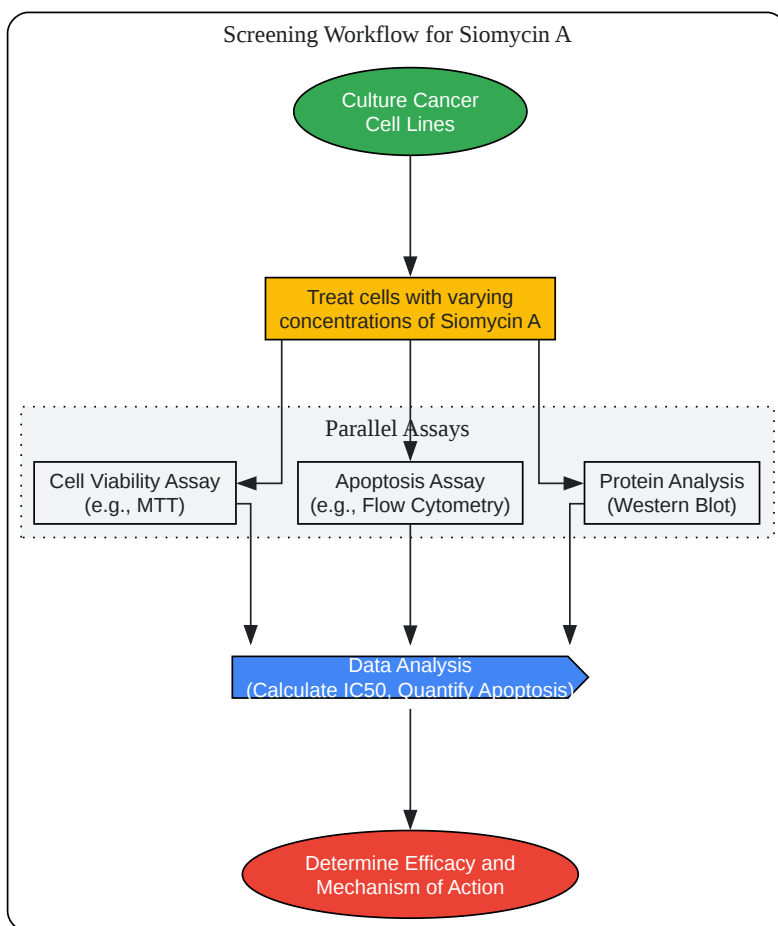 Screening Workflow for Siomycin A
Culture Cancer
Cell Lines
Treat cells with varying
concentrations of Siomycin A
Parallel Assays
Cell Viability Assay
(e.g., MTT)
Apoptosis Assay
(e.g., Flow Cytometry)
Protein Analysis
(Western Blot)
Data Analysis
(Calculate IC50, Quantify Apoptosis)
Determine Efficacy and
Mechanism of Action